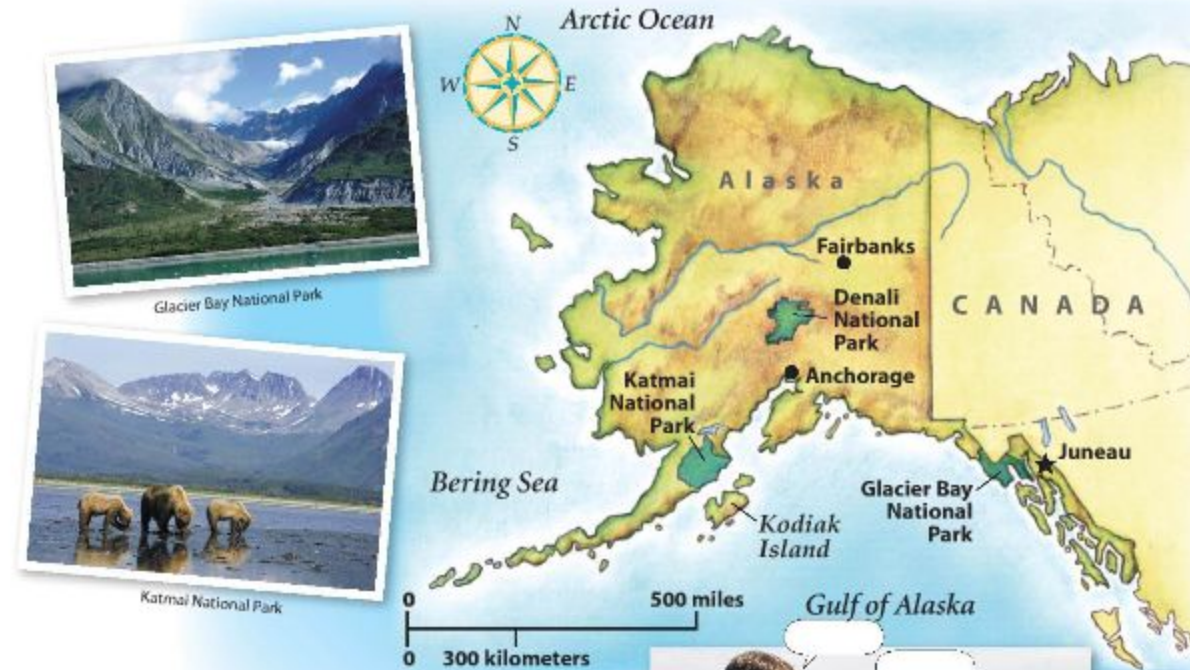 N
Arctic Ocean
W
E
S
Alaska
Fairbanks
Denali
National
Park
CANADA
Glacier Bay National Park
Katmai
National
Park
Anchorage
Juneau
Bering Sea
Glacier Bay
National
Park
Kodiak
Island
Katmai National Park
0
500 miles
Gulf of Alaska
0
300 kilometers